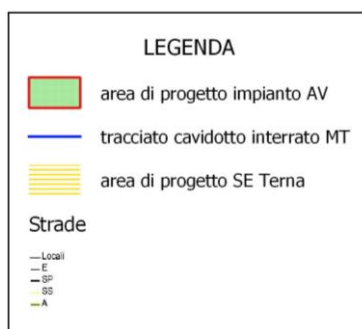 LEGENDA
area di progetto impianto AV
tracciato cavidotto interrato MT
area di progetto SE Terna
Strade
Locali
E
SP
SS
A